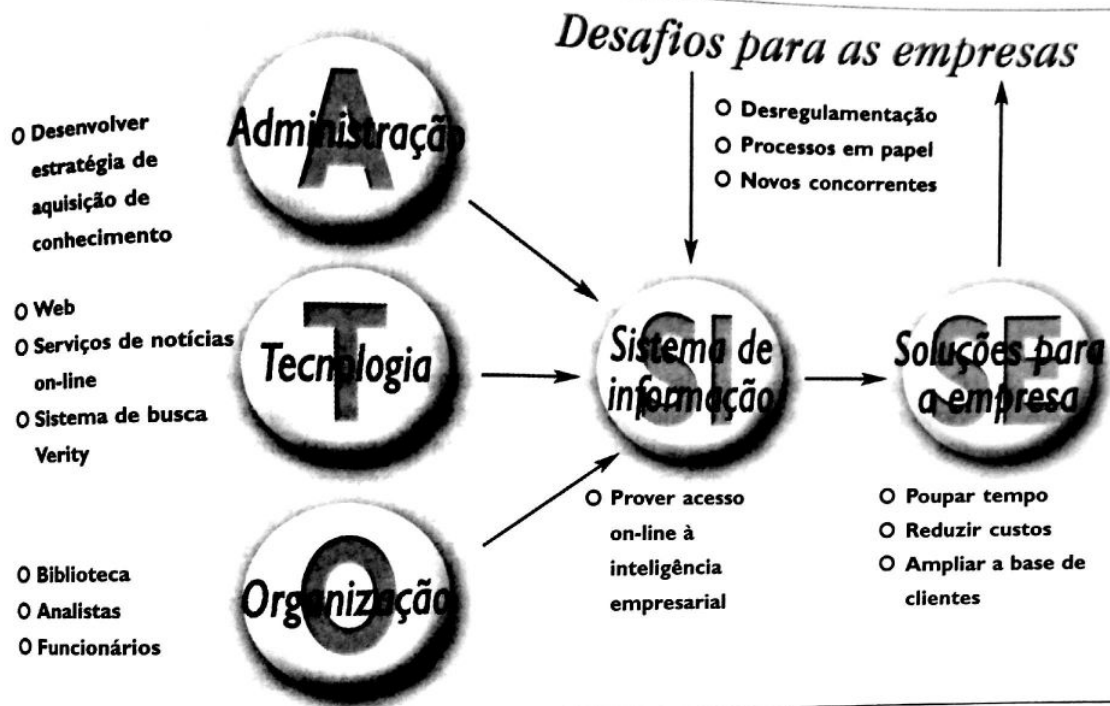 Desafios para as empresas
O Desregulamentação
O Processos em papel
O Novos concorrentes
A
Administração
O Desenvolver
estratégia de
aquisição de
conhecimento
T
Tecnologia
O Web
O Serviços de notícias
on-line
O Sistema de busca
Verity
O
Organização
O Biblioteca
O Analistas
O Funcionários
SI
Sistema de
informação
O Prover acesso
on-line à
inteligência
empresarial
SE
Soluções para
a empresa
O Poupar tempo
O Reduzir custos
O Ampliar a base de
clientes